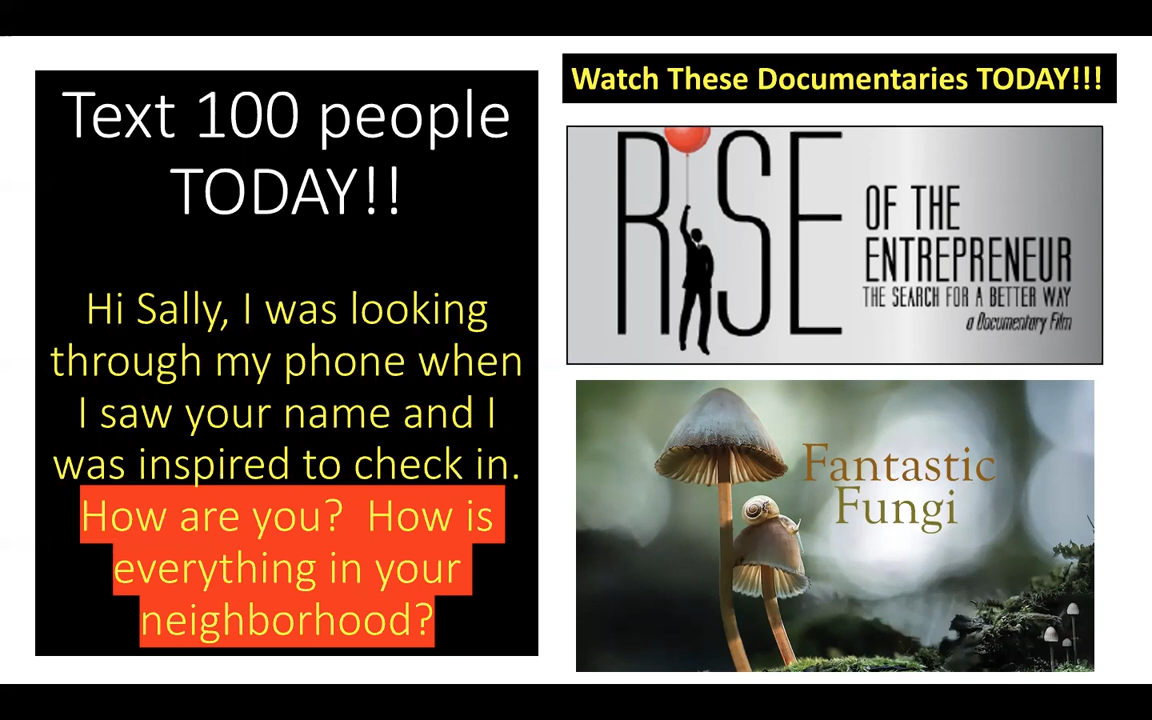 Text 100 people
TODAY!!
Hi Sally, I was looking
through my phone when
I saw your name and I
was inspired to check in.
How are you?  How is
everything in your
neighborhood?
Watch These Documentaries TODAY!!!
RiSE
OF THE
ENTREPRENEUR
THE SEARCH FOR A BETTER WAY
a Documentary Film
Fantastic
Fungi